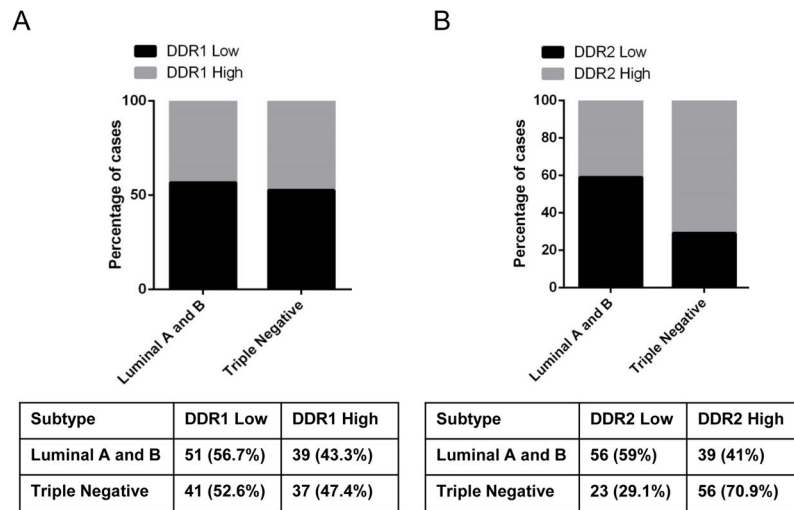 A
DDR1 Low
DDR1 High
100
50
0
Percentage of cases
Luminal A and B
Triple Negative
Subtype DDR1 Low DDR1 High
Luminal A and B 51 (56.7%) 39 (43.3%)
Triple Negative 41 (52.6%) 37 (47.4%)
B
DDR2 Low
DDR2 High
100
80
60
40
20
0
Percentage of cases
Luminal A and B
Triple Negative
Subtype DDR2 Low DDR2 High
Luminal A and B 56 (59%) 39 (41%)
Triple Negative 23 (29.1%) 56 (70.9%)